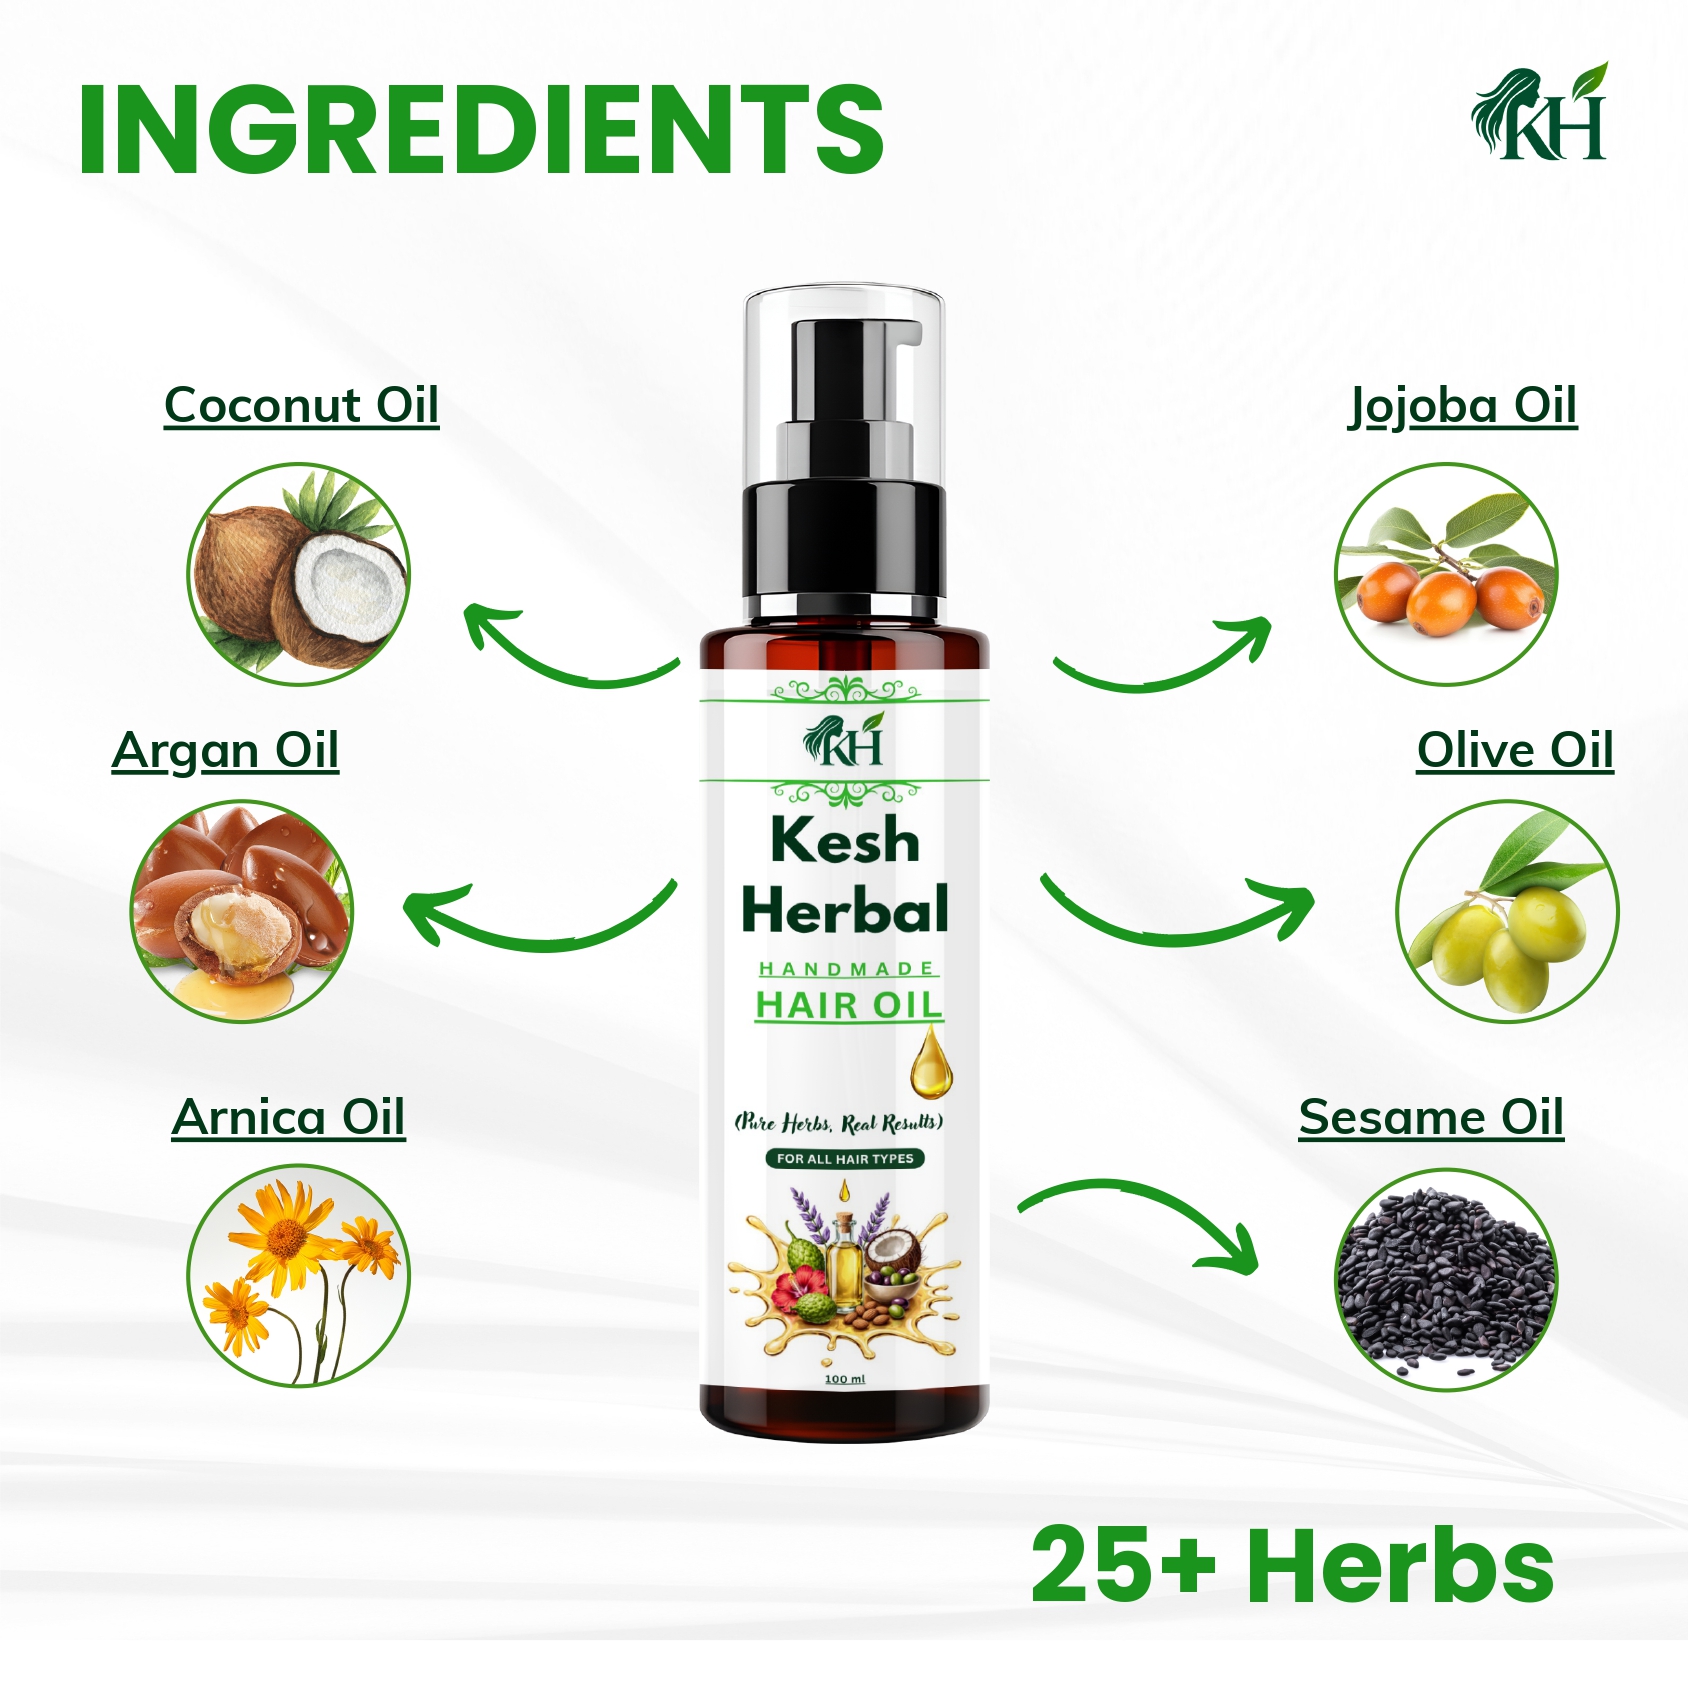 INGREDIENTS
KH
Coconut Oil
Jojoba Oil
Argan Oil
Olive Oil
Arnica Oil
Sesame Oil
KH
Kesh
Herbal
HANDMADE
HAIR OIL
(Pure Herbs, Real Results)
FOR ALL HAIR TYPES
100 ml
25+ Herbs